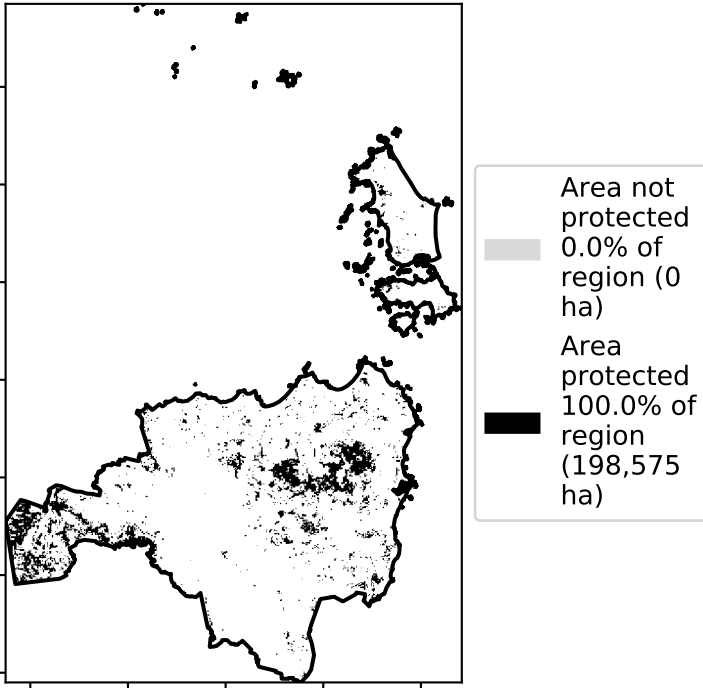 Area not
protected
0.0% of
region (0
ha)
Area
protected
100.0% of
region
(198,575
ha)